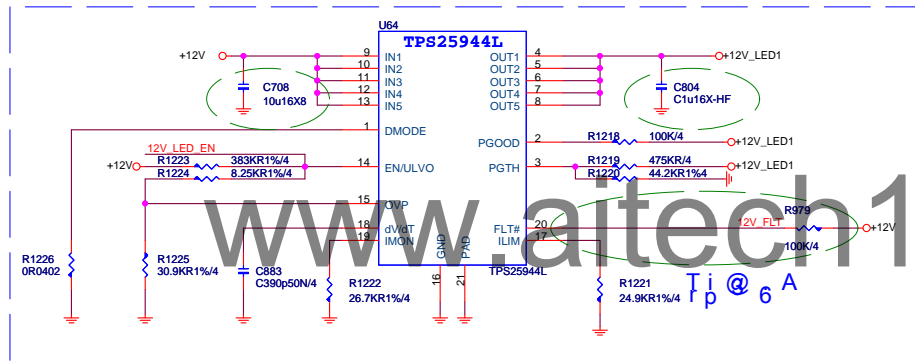 U64
TPS25944L
+12V
9
IN1
10
IN2
11
IN3
12
IN4
13
IN5
OUT1
4
OUT2
5
OUT3
6
OUT4
7
OUT5
8
+12V_LED1
C708
10u16X8
C804
C1u16X-HF
1
DMODE
PGOOD
2
R1218
100K/4
+12V_LED1
12V_LED_EN
+12V
R1223
383KR1%/4
R1224
8.25KR1%/4
14
EN/ULVO
PGTH
3
R1219
475KR/4
+12V_LED1
R1220
44.2KR1%4
15
OVP
www.aitech1
18
dV/dT
19
IMON
FLT#
20
ILIM
17
12V_FLT
R979
100K/4
+12V
GND
PAD
16
21
TPS25944L
R1226
0R0402
R1225
30.9KR1%/4
C883
C390p50N/4
R1222
26.7KR1%/4
R1221
24.9KR1%/4
Trip @ 6 A